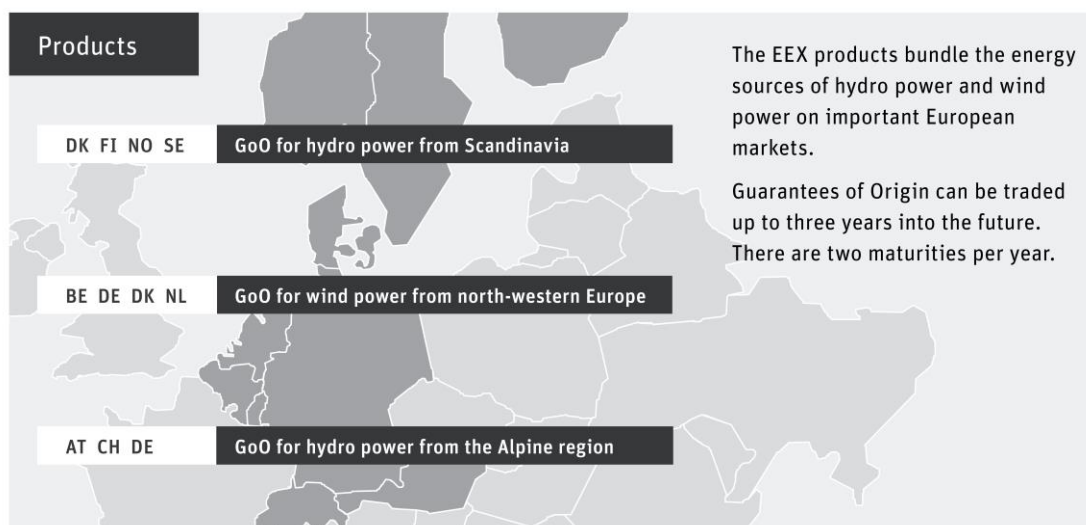 Products
DK FI NO SE
GoO for hydro power from Scandinavia
BE DE DK NL
GoO for wind power from north-western Europe
AT CH DE
GoO for hydro power from the Alpine region
The EEX products bundle the energy
sources of hydro power and wind
power on important European
markets.
Guarantees of Origin can be traded
up to three years into the future.
There are two maturities per year.